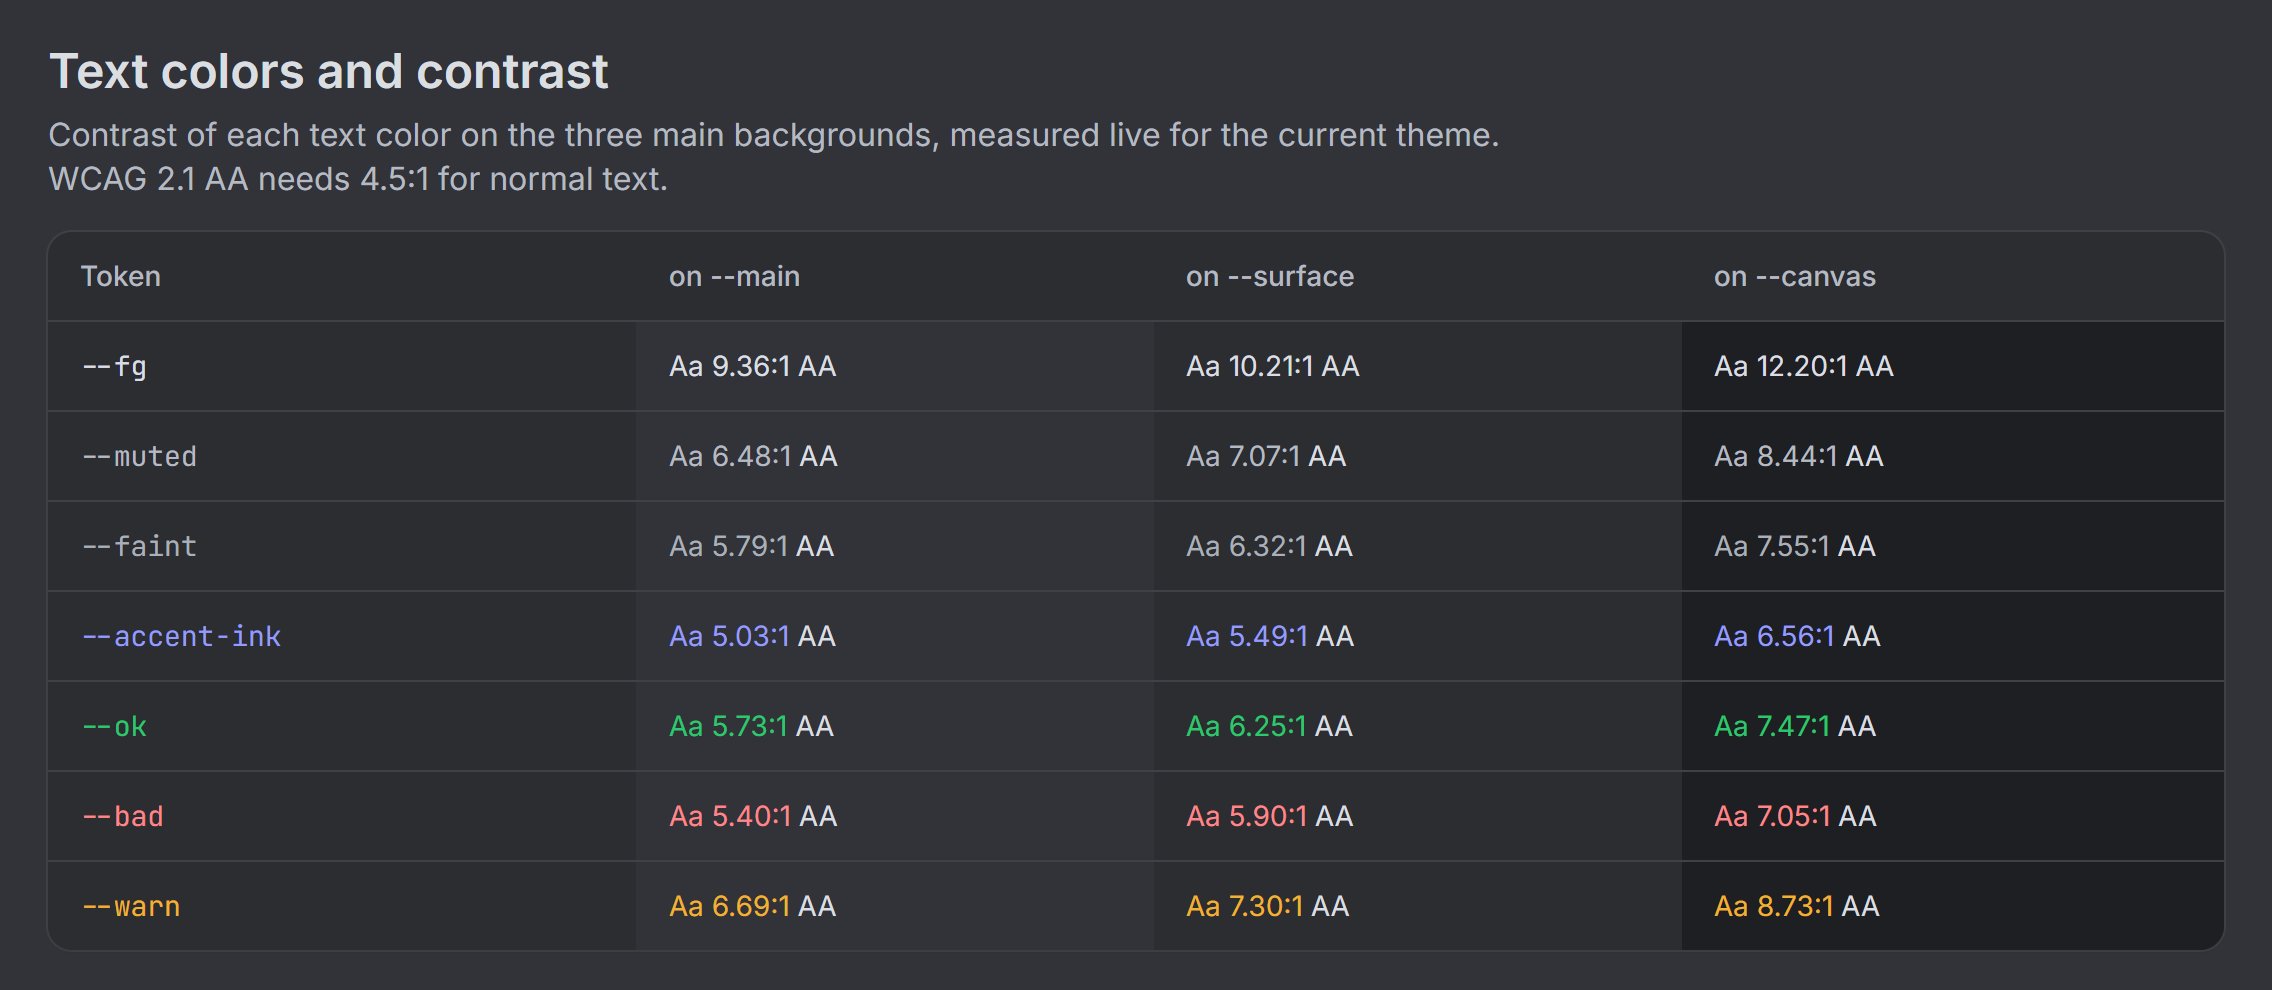 Text colors and contrast
Contrast of each text color on the three main backgrounds, measured live for the current theme.
WCAG 2.1 AA needs 4.5:1 for normal text.
Token on --main on --surface on --canvas
--fg Aa 9.36:1 AA Aa 10.21:1 AA Aa 12.20:1 AA
--muted Aa 6.48:1 AA Aa 7.07:1 AA Aa 8.44:1 AA
--faint Aa 5.79:1 AA Aa 6.32:1 AA Aa 7.55:1 AA
--accent-ink Aa 5.03:1 AA Aa 5.49:1 AA Aa 6.56:1 AA
--ok Aa 5.73:1 AA Aa 6.25:1 AA Aa 7.47:1 AA
--bad Aa 5.40:1 AA Aa 5.90:1 AA Aa 7.05:1 AA
--warn Aa 6.69:1 AA Aa 7.30:1 AA Aa 8.73:1 AA